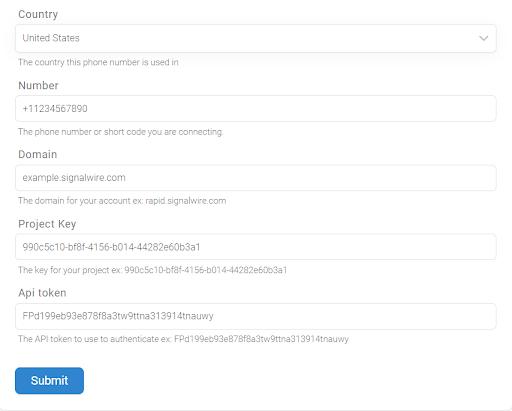 Country
United States
The country this phone number is used in
Number
+11234567890
The phone number or short code you are connecting
Domain
example.signalwire.com
The domain for your account ex: rapid.signalwire.com
Project Key
990c5c10-bf8f-4156-b014-44282e60b3a1
The key for your project ex: 990c5c10-bf8f-4156-b014-44282e60b3a1
Api token
FPd199eb93e878f8a3tw9ttna313914tnauwy
The API token to use to authenticate ex: FPd199eb93e878f8a3tw9ttna313914tnauwy
Submit